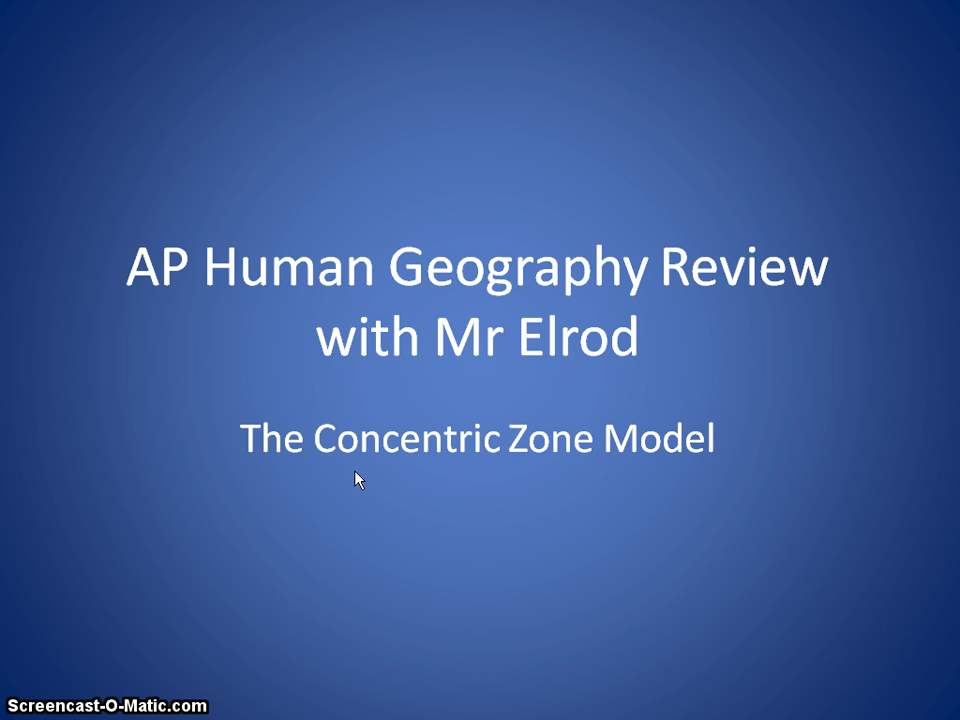 AP Human Geography Review
with Mr Elrod
The Concentric Zone Model
Screencast-O-Matic.com